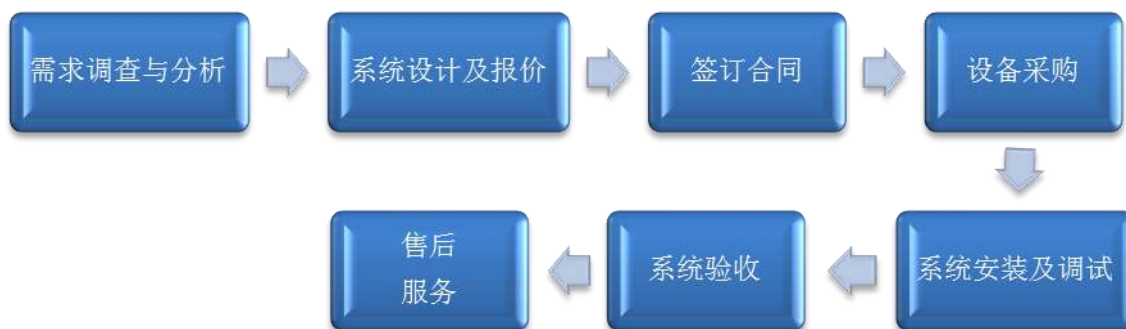 需求调查与分析
系统设计及报价
签订合同
设备采购
系统安装及调试
系统验收
售后
服务